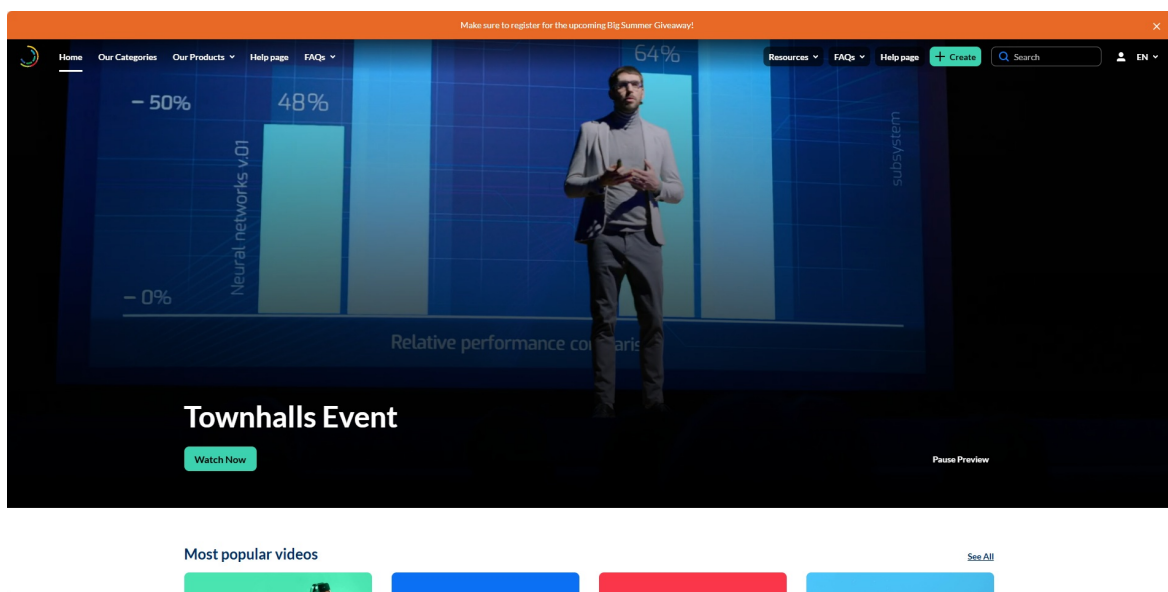 Make sure to register for the upcoming Big Summer Giveaway!
Home Our Categories Our Products Help page FAQs Resources FAQs Help page + Create Search EN
64%
– 50%
48%
Neural networks v.01
subsystem
– 0%
Relative performance comparis
Townhalls Event
Watch Now
Pause Preview
Most popular videos
See All